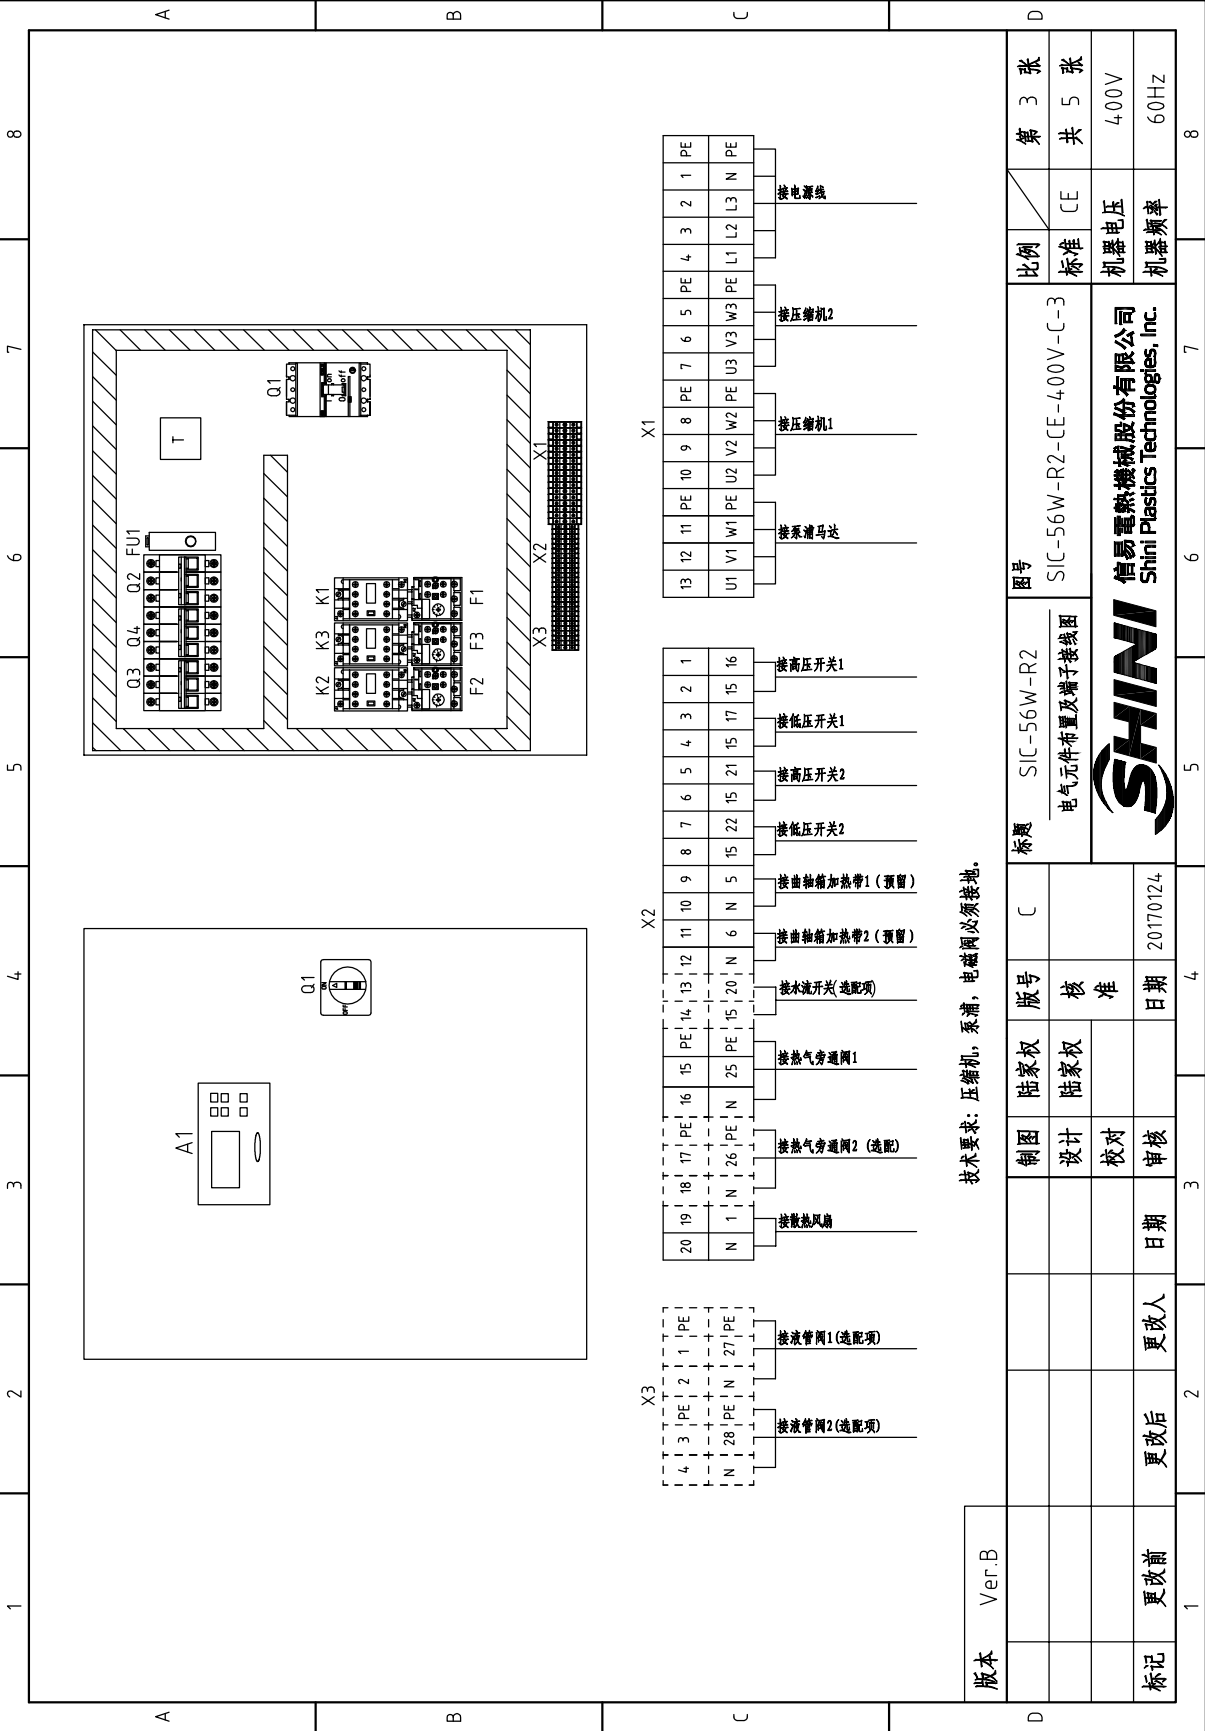 1 2 3 4 5 6 7 8
A
B
C
D
A1
Q1
Q3 Q4 Q2 FU1
T
Q1
on
off
K2 K3 K1
F2 F3 F1
X3 X2 X1
OFF
ON
X3
4 3 PE 2 1 PE
N 28 PE N 27 PE
接液管阀2(选配项)
接液管阀1(选配项)
X2
20 19 18 17 PE 16 15 PE 14 13 12 11 10 9 8 7 6 5 4 3 2 1
N 1 N 26 PE N 25 PE 15 20 N 6 N 5 15 22 15 21 15 17 15 16
接散热风扇
接热气旁通阀2（选配）
接热气旁通阀1
接水流开关(选配项)
接曲轴箱加热带2（预留）
接曲轴箱加热带1（预留）
接低压开关2
接高压开关2
接低压开关1
接高压开关1
X1
13 12 11 PE 10 9 8 PE 7 6 5 PE 4 3 2 1 PE
U1 V1 W1 PE U2 V2 W2 PE U3 V3 W3 PE L1 L2 L3 N PE
接泵浦马达
接压缩机1
接压缩机2
接电源线
技术要求：压缩机，泵浦，电磁阀必须接地。
版本 Ver.B
标记 更改前 更改后 更改人 日期
制图 陆家权
设计 陆家权
校对
审核
版号 C
核准
日期 20170124
标题 SIC-56W-R2
电气元件布置及端子接线图
图号
SIC-56W-R2-CE-400V-C-3
SHINI
信易電熱機械股份有限公司
Shini Plastics Technologies, Inc.
比例
第 3 张
标准 CE
共 5 张
机器电压 400V
机器频率 60Hz
1 2 3 4 5 6 7 8
A
B
C
D